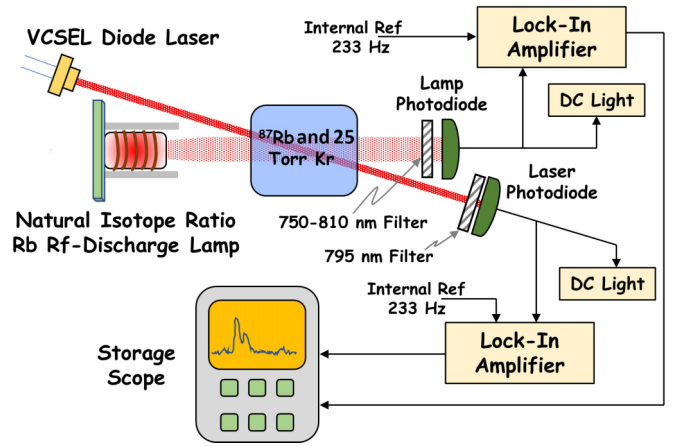 VCSEL Diode Laser
Internal Ref
233 Hz
Lock-In
Amplifier
Lamp
Photodiode
DC Light
⁸⁷Rb and 25
Torr Kr
Laser
Photodiode
750-810 nm Filter
795 nm Filter
Natural Isotope Ratio
Rb Rf-Discharge Lamp
DC Light
Internal Ref
233 Hz
Lock-In
Amplifier
Storage
Scope